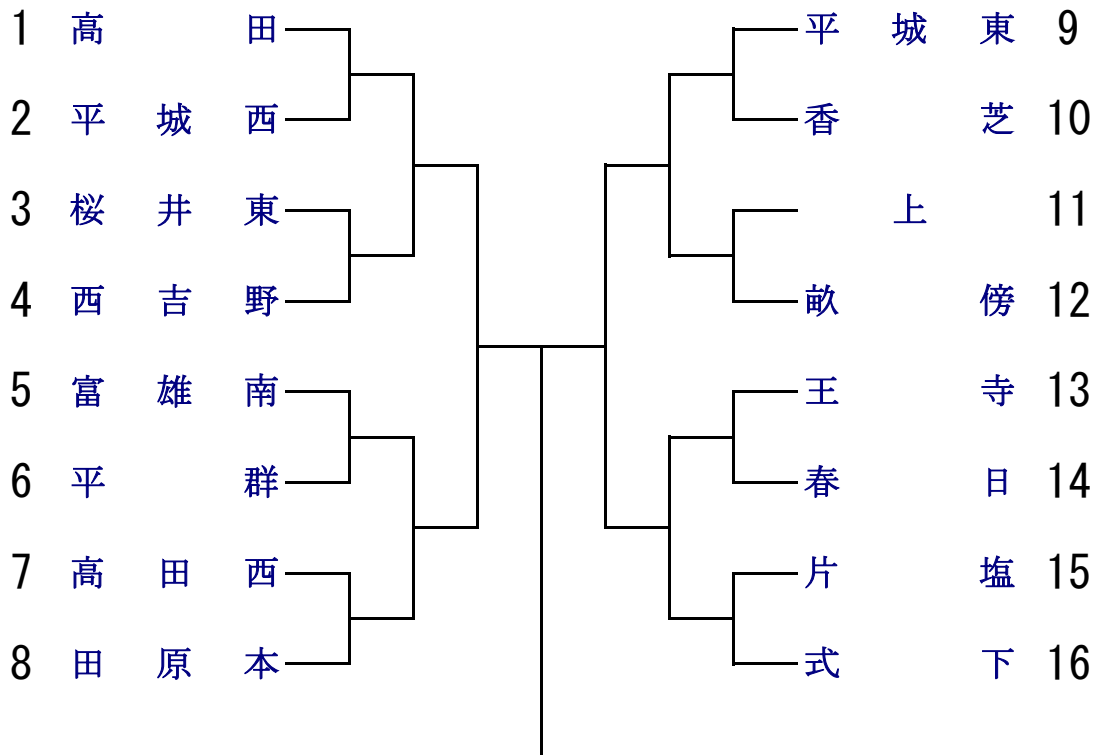 1 高田
2 平城西
3 桜井東
4 西吉野
5 富雄南
6 平群
7 高田西
8 田原本
平城東 9
香芝 10
上 11
畝傍 12
王寺 13
春日 14
片塩 15
式下 16